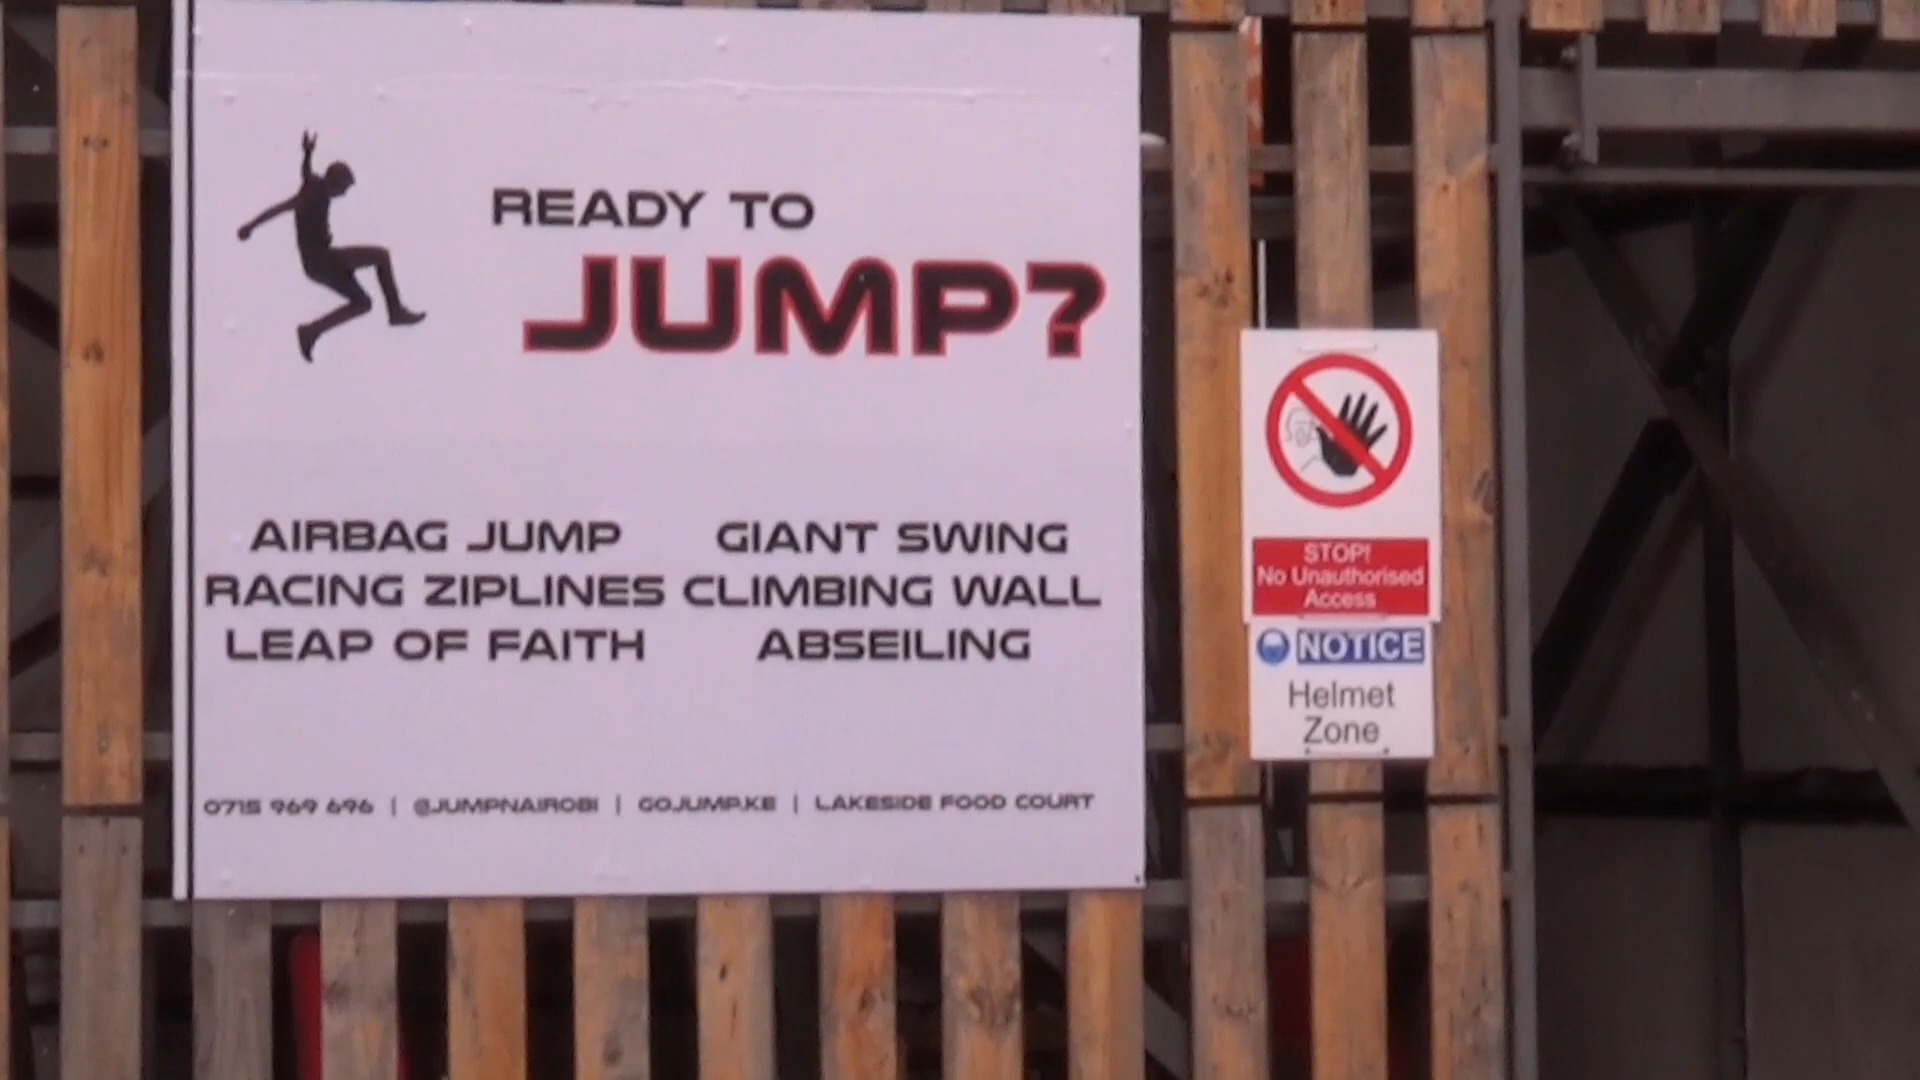 READY TO
JUMP?
AIRBAG JUMP GIANT SWING
RACING ZIPLINES CLIMBING WALL
LEAP OF FAITH ABSEILING
0715 969 696 | @JUMPNAIROBI | GOJUMP.KE | LAKESIDE FOOD COURT
STOP!
No Unauthorised
Access
NOTICE
Helmet
Zone